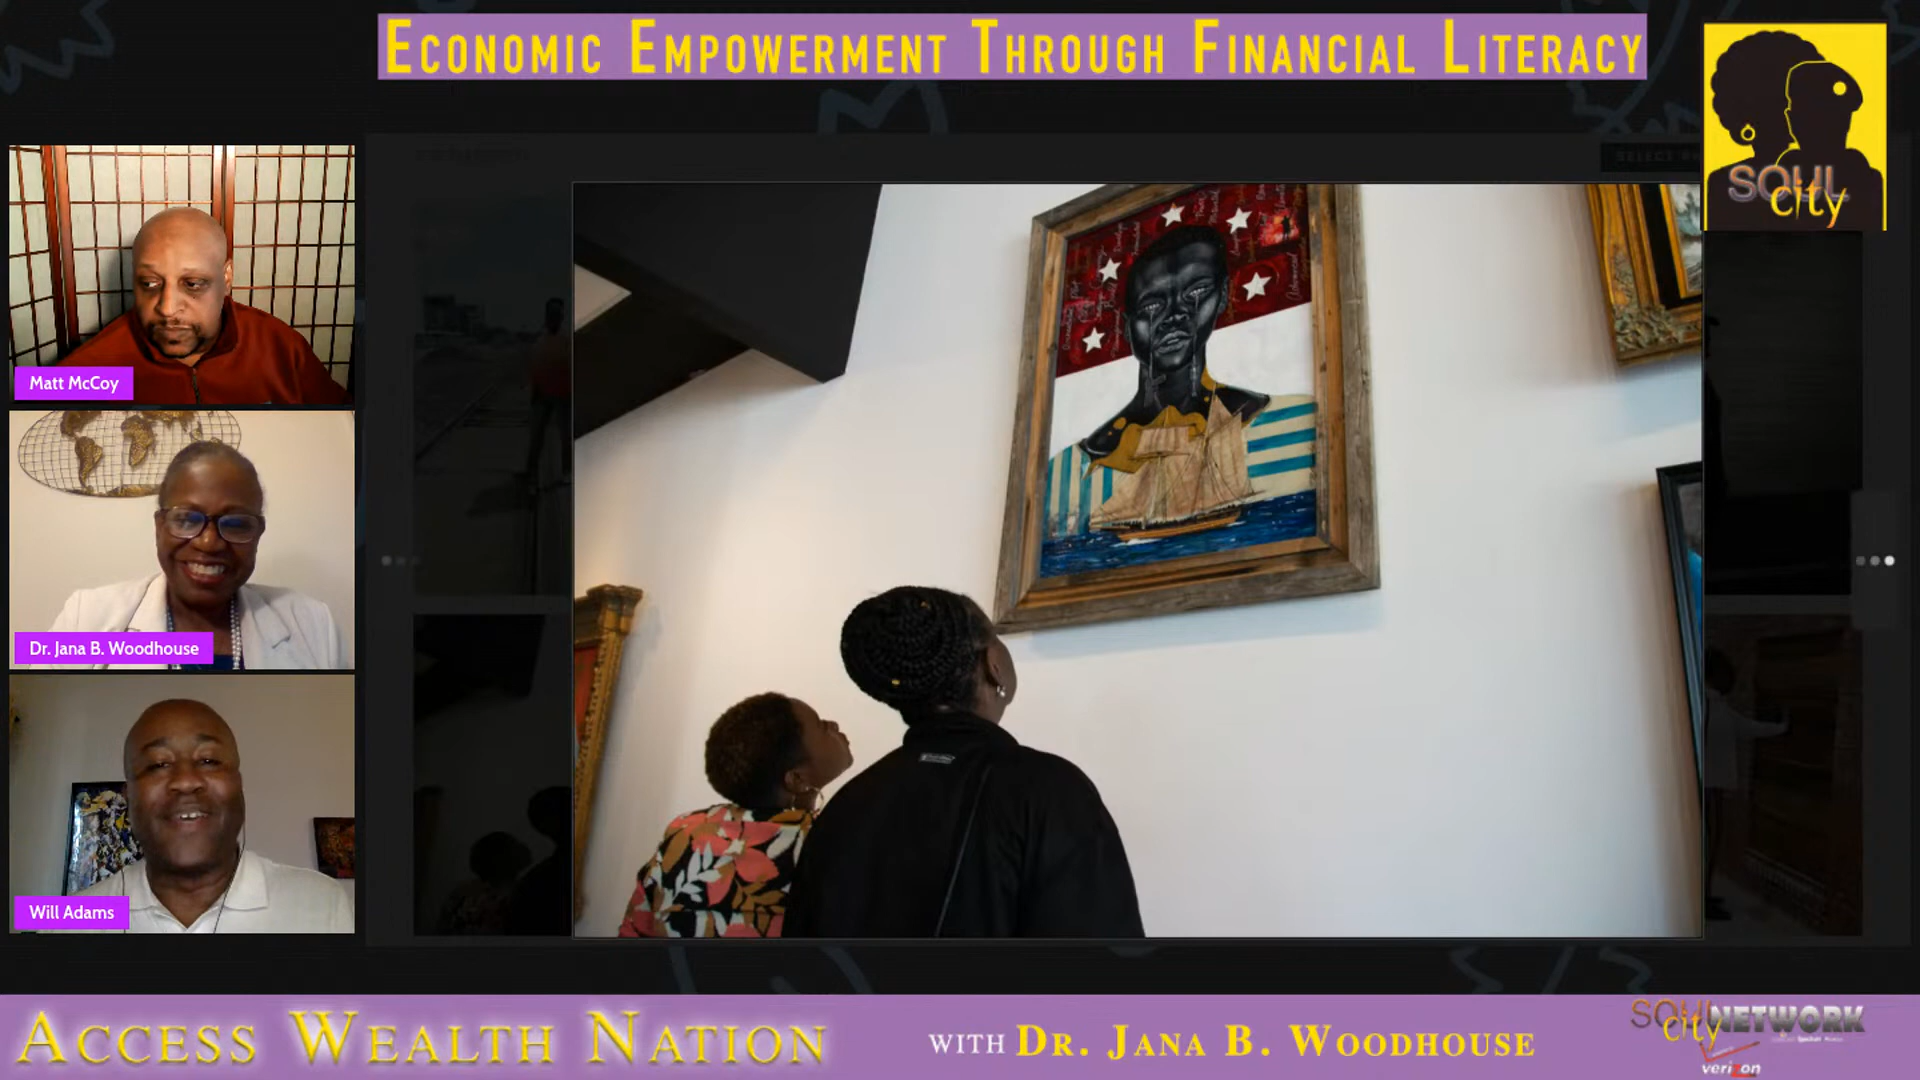 Economic Empowerment Through Financial Literacy
SOUL
city
SELECT
Matt McCoy
Dr. Jana B. Woodhouse
Will Adams
Access Wealth Nation
with Dr. Jana B. Woodhouse
SOUL
city
NETWORK
verizon